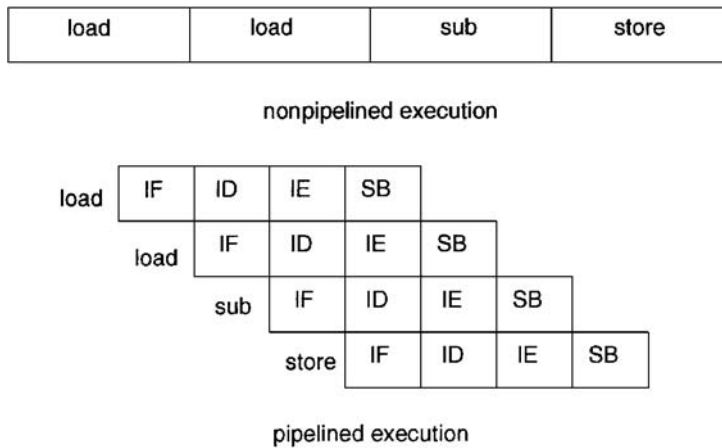 load load sub store
nonpipelined execution
load IF ID IE SB
load IF ID IE SB
sub IF ID IE SB
store IF ID IE SB
pipelined execution